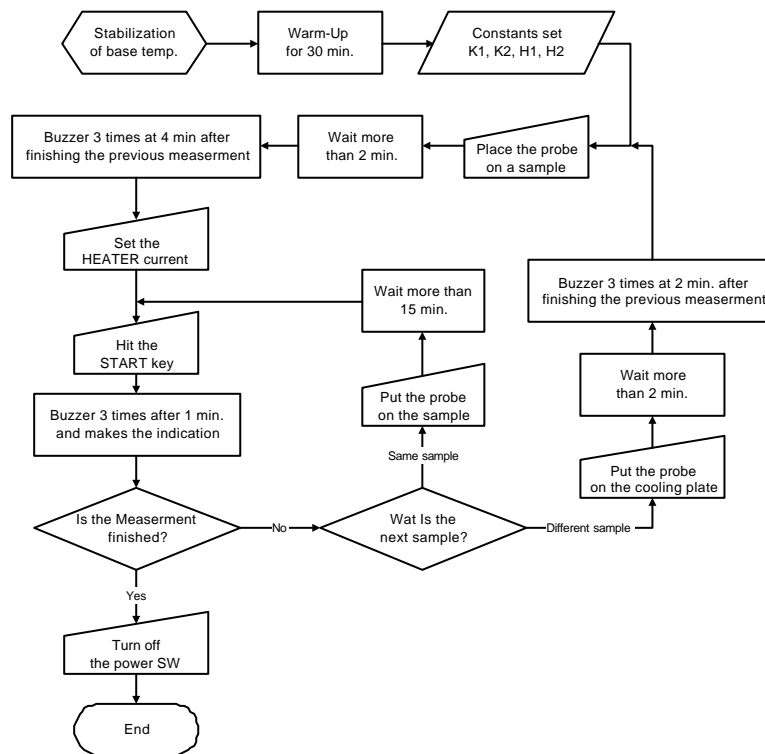 Stabilization
of base temp.
Warm-Up
for 30 min.
Constants set
K1, K2, H1, H2
Place the probe
on a sample
Wait more
than 2 min.
Buzzer 3 times at 4 min after
finishing the previous measerment
Set the
HEATER current
Hit the
START key
Buzzer 3 times after 1 min.
and makes the indication
Is the Measerment
finished?
Yes
Turn off
the power SW
End
No
Wat Is the
next sample?
Same sample
Put the probe
on the sample
Wait more than
15 min.
Different sample
Put the probe
on the cooling plate
Wait more
than 2 min.
Buzzer 3 times at 2 min. after
finishing the previous measerment